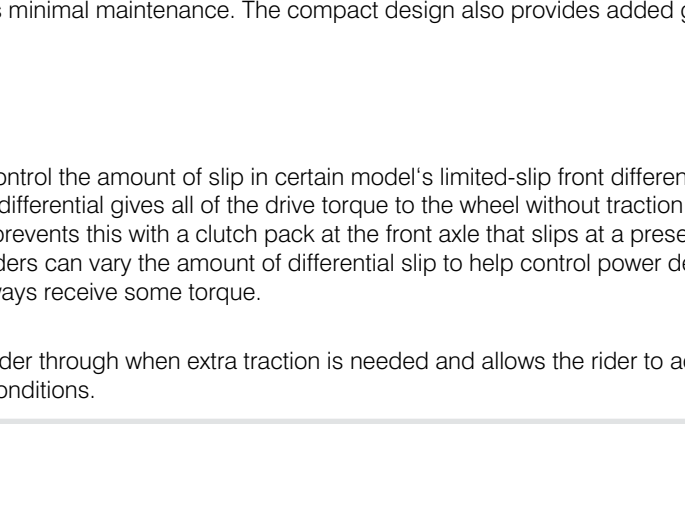 s minimal maintenance. The compact design also provides added g
ontrol the amount of slip in certain model‘s limited-slip front differen
differential gives all of the drive torque to the wheel without traction
prevents this with a clutch pack at the front axle that slips at a prese
ders can vary the amount of differential slip to help control power de
ways receive some torque.
der through when extra traction is needed and allows the rider to a
onditions.